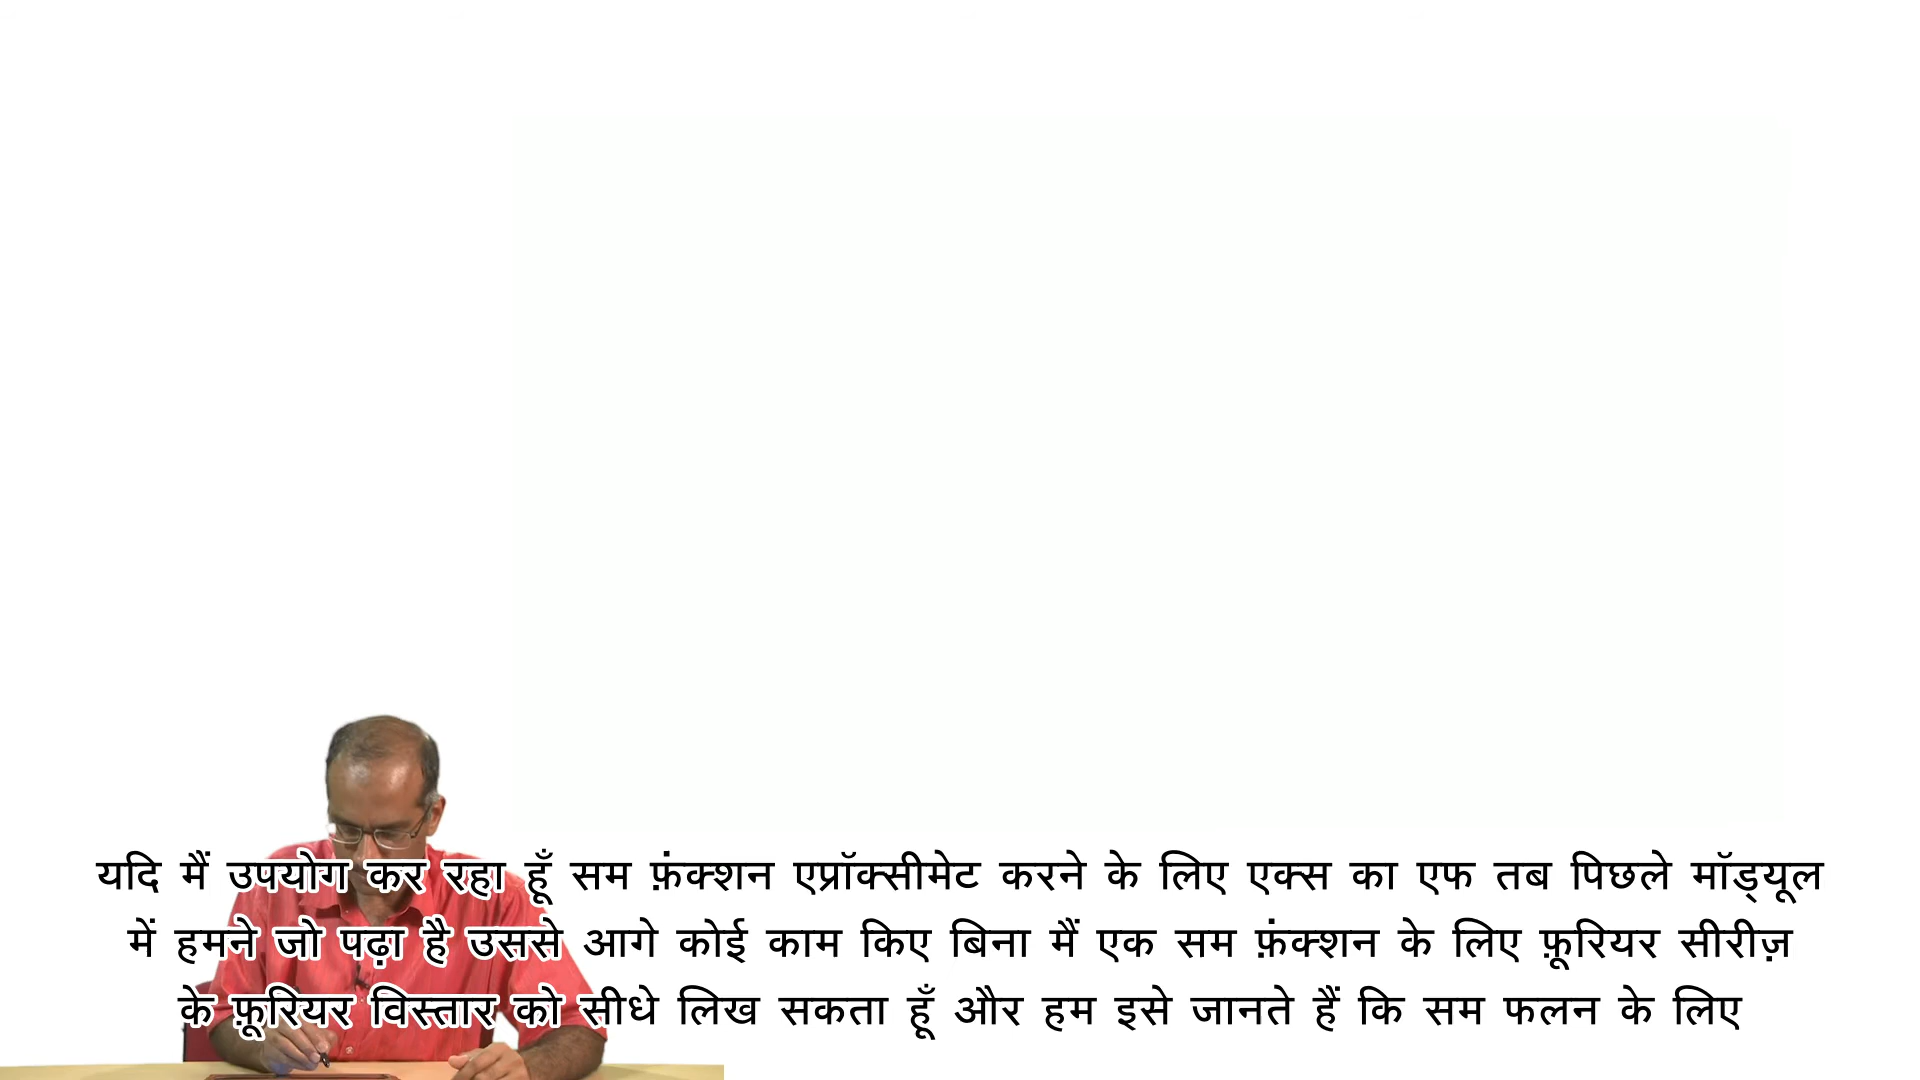 यदि मैं उपयोग कर रहा हूँ सम फ़ंक्शन एप्रॉक्सीमेट करने के लिए एक्स का एफ तब पिछले मॉड्यूल
में हमने जो पढ़ा है उससे आगे कोई काम किए बिना मैं एक सम फ़ंक्शन के लिए फ़ूरियर सीरीज़
के फ़ूरियर विस्तार को सीधे लिख सकता हूँ और हम इसे जानते हैं कि सम फलन के लिए